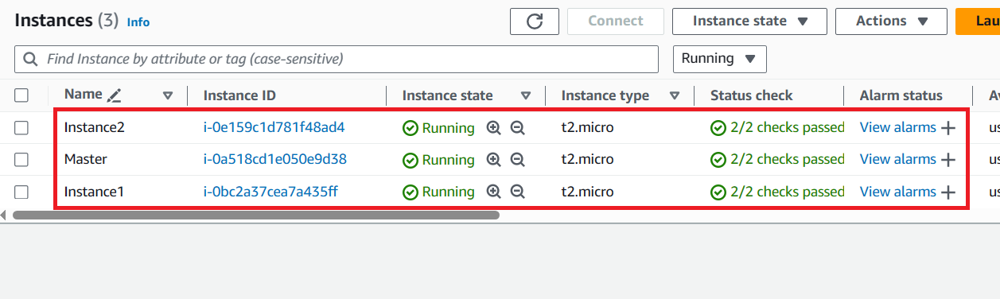 Instances (3) Info Connect Instance state Actions Lau
Find Instance by attribute or tag (case-sensitive) Running
Name Instance ID Instance state Instance type Status check Alarm status Av
Instance2 i-0e159c1d781f48ad4 Running t2.micro 2/2 checks passed View alarms us
Master i-0a518cd1e050e9d38 Running t2.micro 2/2 checks passed View alarms us
Instance1 i-0bc2a37cea7a435ff Running t2.micro 2/2 checks passed View alarms us